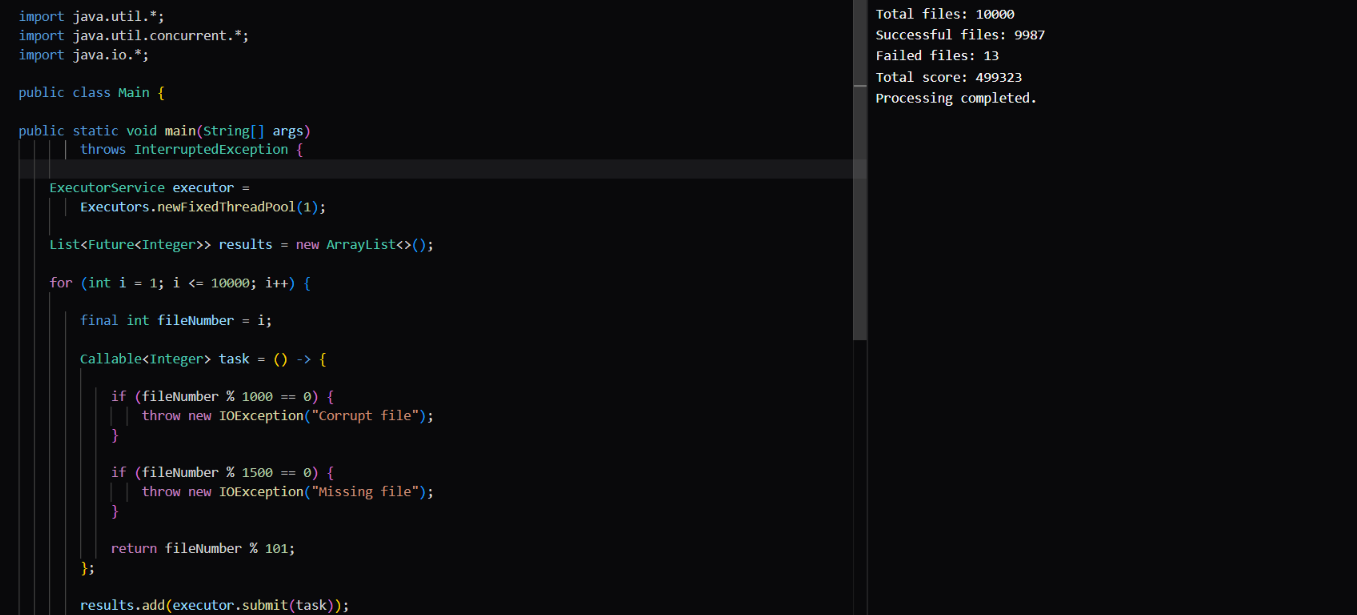 import java.util.*;
import java.util.concurrent.*;
import java.io.*;
public class Main {
public static void main(String[] args)
throws InterruptedException {
ExecutorService executor =
Executors.newFixedThreadPool(1);
List<Future<Integer>> results = new ArrayList<>();
for (int i = 1; i <= 10000; i++) {
final int fileNumber = i;
Callable<Integer> task = () -> {
if (fileNumber % 1000 == 0) {
throw new IOException("Corrupt file");
}
if (fileNumber % 1500 == 0) {
throw new IOException("Missing file");
}
return fileNumber % 101;
};
results.add(executor.submit(task));
Total files: 10000
Successful files: 9987
Failed files: 13
Total score: 499323
Processing completed.